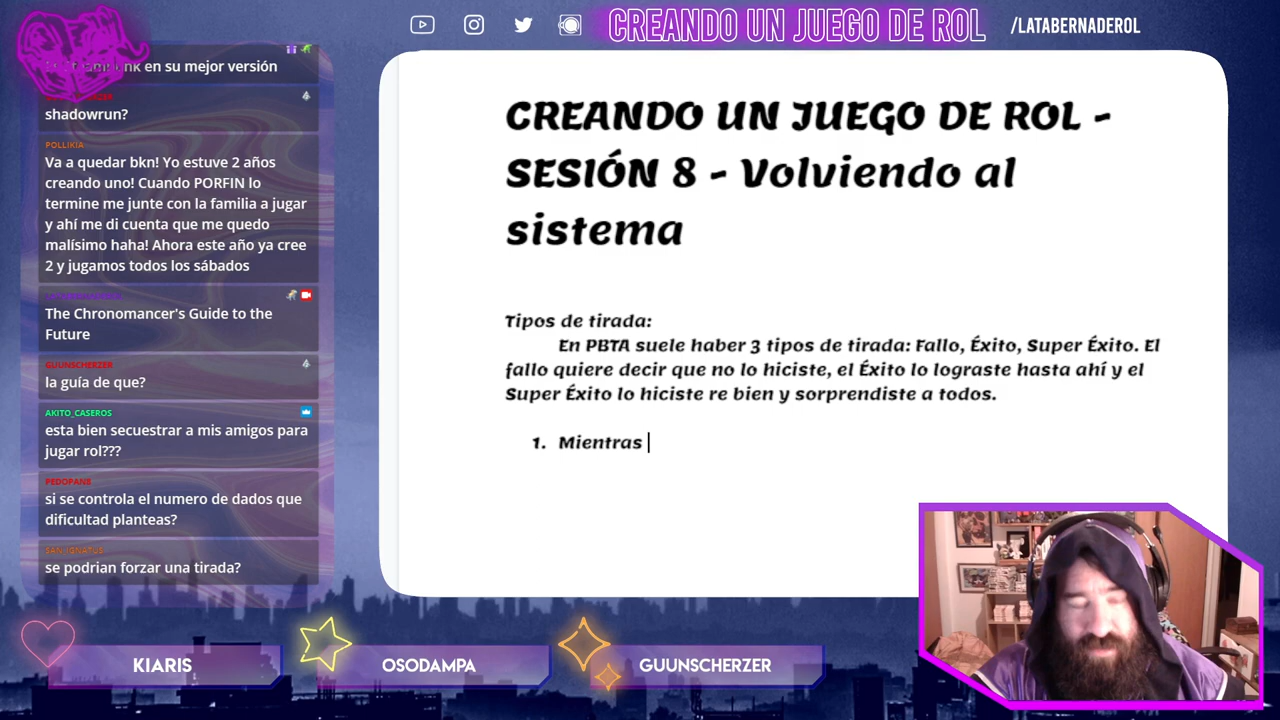 CREANDO UN JUEGO DE ROL
/LATABERNADEROL
en su mejor versión
shadowrun?
POLLIKIA
Va a quedar bkn! Yo estuve 2 años
creando uno! Cuando PORFIN lo
termine me junte con la familia a jugar
y ahí me di cuenta que me quedo
malísimo haha! Ahora este año ya cree
2 y jugamos todos los sábados
The Chronomancer's Guide to the
Future
GUUNSCHERZER
la guía de que?
AKITO_CASEROS
esta bien secuestrar a mis amigos para
jugar rol???
PEDOPANB
si se controla el numero de dados que
dificultad planteas?
SAN_IGNATUS
se podrian forzar una tirada?
CREANDO UN JUEGO DE ROL -
SESIÓN 8 - Volviendo al
sistema
Tipos de tirada:
En PBTA suele haber 3 tipos de tirada: Fallo, Éxito, Super Éxito. El
fallo quiere decir que no lo hiciste, el Éxito lo lograste hasta ahí y el
Super Éxito lo hiciste re bien y sorprendiste a todos.
1. Mientras
KIARIS
OSODAMPA
GUUNSCHERZER